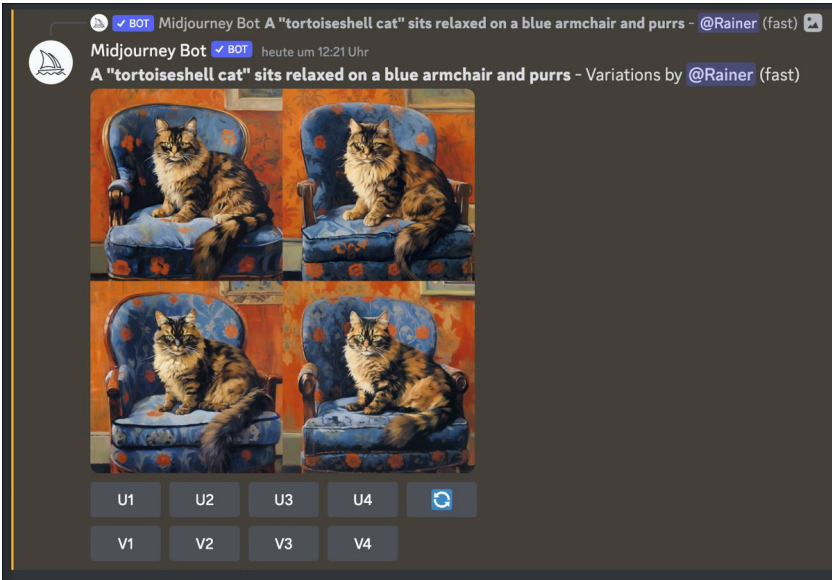 ✓ BOT Midjourney Bot A "tortoiseshell cat" sits relaxed on a blue armchair and purrs - @Rainer (fast)
Midjourney Bot ✓ BOT heute um 12:21 Uhr
A "tortoiseshell cat" sits relaxed on a blue armchair and purrs - Variations by @Rainer (fast)
U1 U2 U3 U4
V1 V2 V3 V4